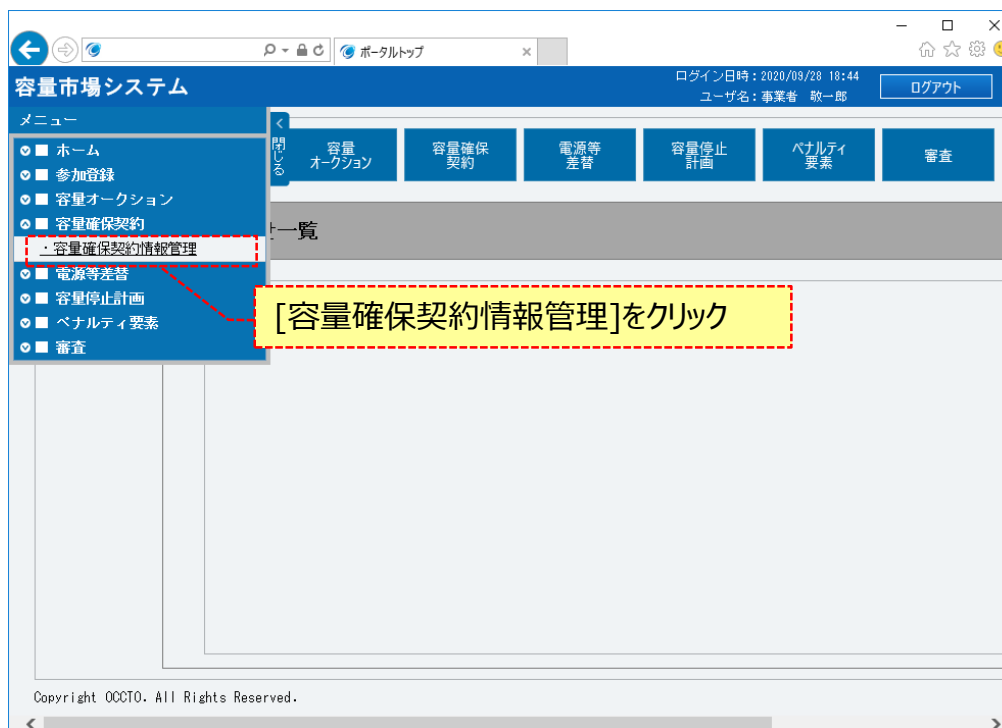 ポータルトップ
容量市場システム
ログイン日時：2020/09/28 18:44
ユーザ名：事業者 敬一郎
ログアウト
メニュー
閉じる
ホーム
参加登録
容量オークション
容量確保契約
・容量確保契約情報管理
電源等差替
容量停止計画
ペナルティ要素
審査
容量
オークション
容量確保
契約
電源等
差替
容量停止
計画
ペナルティ
要素
審査
一覧
[容量確保契約情報管理]をクリック
Copyright OCCTO. All Rights Reserved.